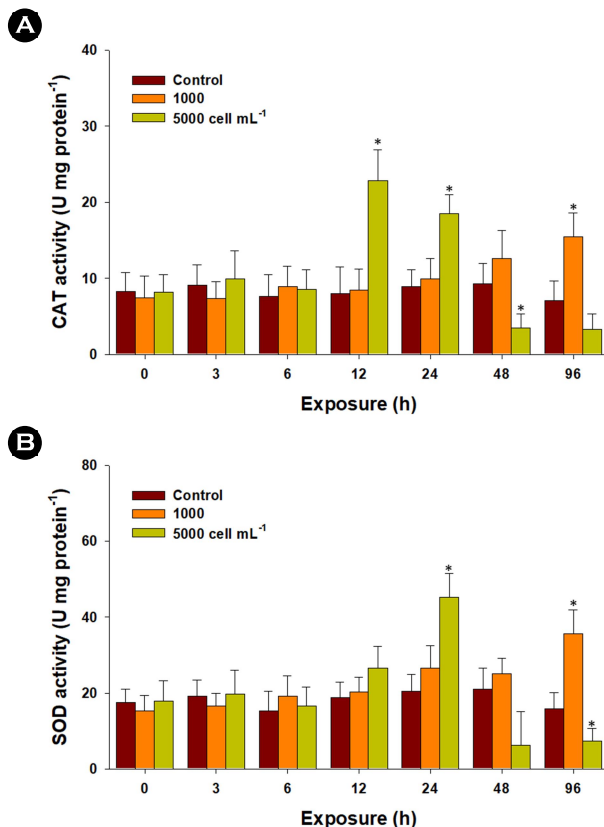 A
CAT activity (U mg protein⁻¹)
40
30
20
10
0
Control
1000
5000 cell mL⁻¹
*
*
*
*
0 3 6 12 24 48 96
Exposure (h)
B
SOD activity (U mg protein⁻¹)
80
60
40
20
0
Control
1000
5000 cell mL⁻¹
*
*
*
0 3 6 12 24 48 96
Exposure (h)